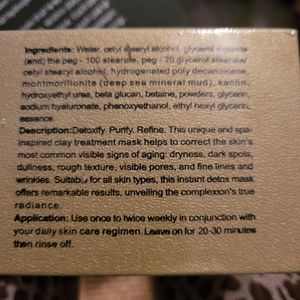 Ingredients: Water, cetyl stearyl alcohol, glycerol stearate
(and) the peg - 100 stearate, peg - 20 glycerol stearate/
cetyl stearyl alcohol, hydrogenated poly decanoicene,
montmorillonite (deep sea mineral mud), kaolin,
hydroxyethyl urea, beta glucan, betaine, powders, glycerin,
sodium hyaluronate, phenoxyethanol, ethyl hexyl glycerin,
essence
Description:Detoxify. Purify. Refine. This unique and spa-
inspired clay treatment mask helps to correct the skin's
most common visible signs of aging: dryness, dark spots,
dullness, rough texture, visible pores, and fine lines and
wrinkles. Suitable for all skin types, this instant detox mask
offers remarkable results, unveiling the complexion's true
radiance.
Application: Use once to twice weekly in conjunction with
your daily skin care regimen. Leave on for 20-30 minutes
then rinse off.